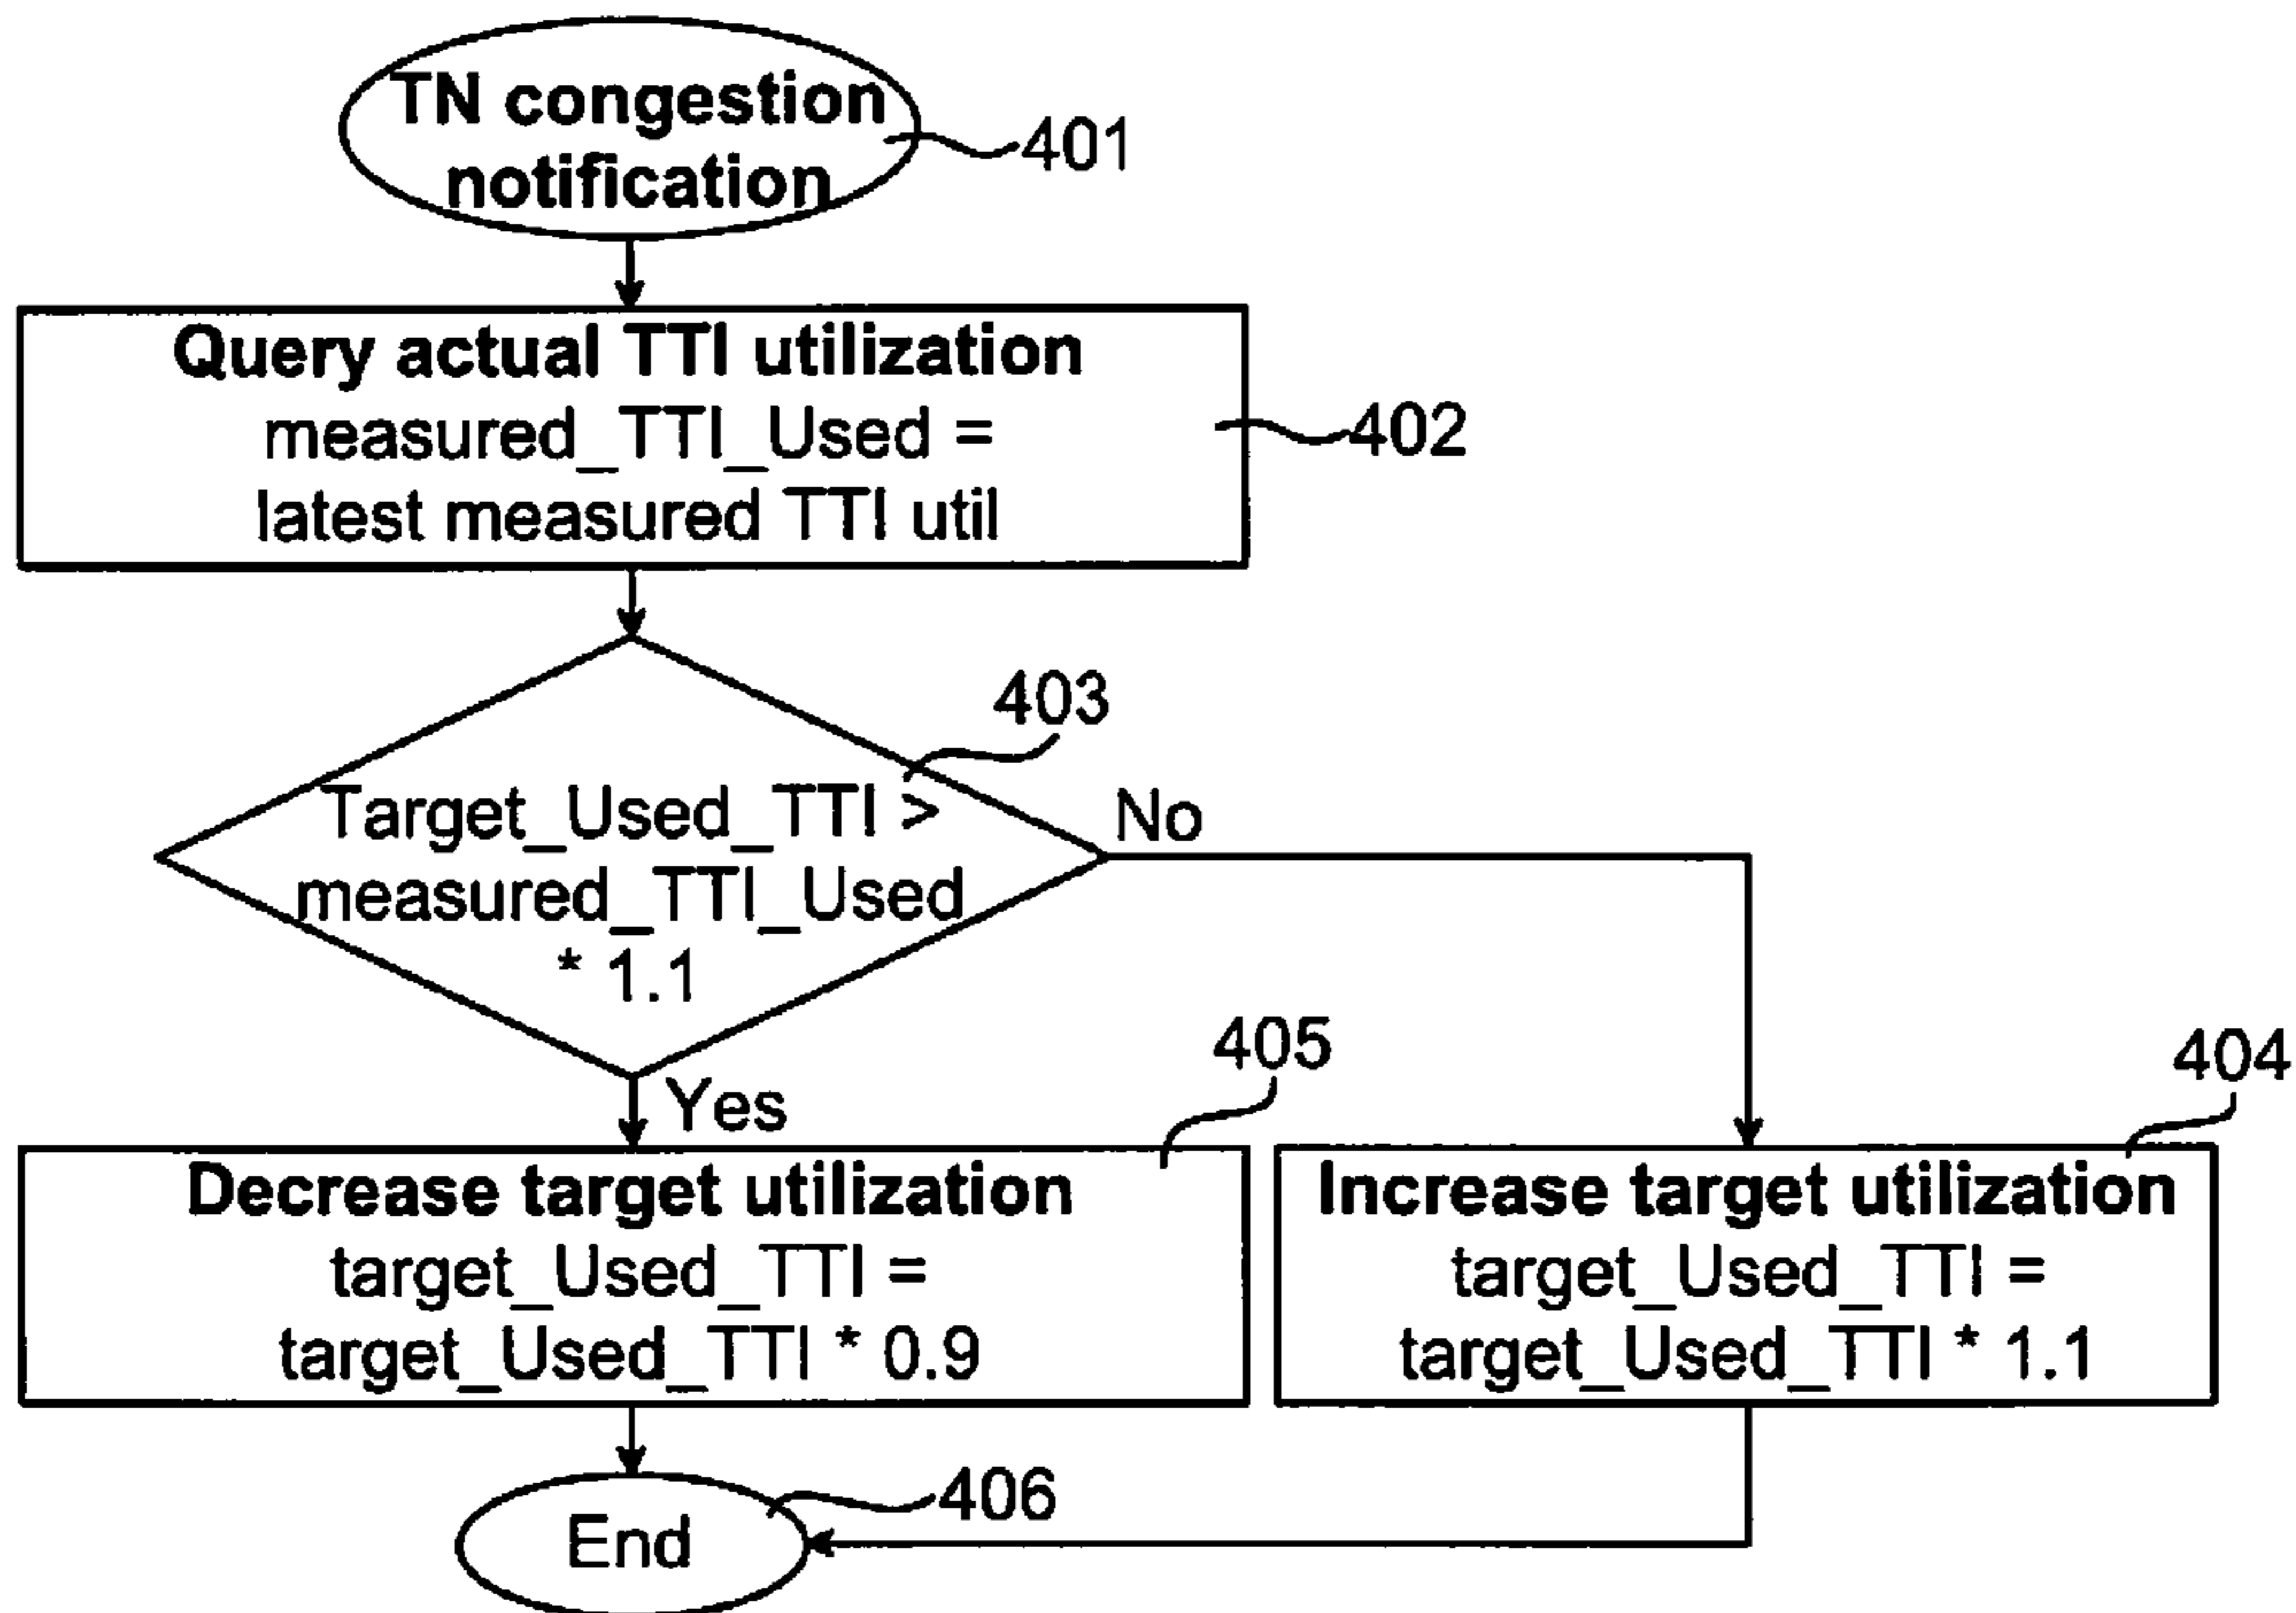 TN congestion
notification
401
Query actual TTI utilization
measured_TTI_Used =
latest measured TTI util
402
403
Target_Used_TTI >
measured_TTI_Used
* 1.1
No
Yes
405
404
Decrease target utilization
target_Used_TTI =
target_Used_TTI * 0.9
Increase target utilization
target_Used_TTI =
target_Used_TTI * 1.1
406
End